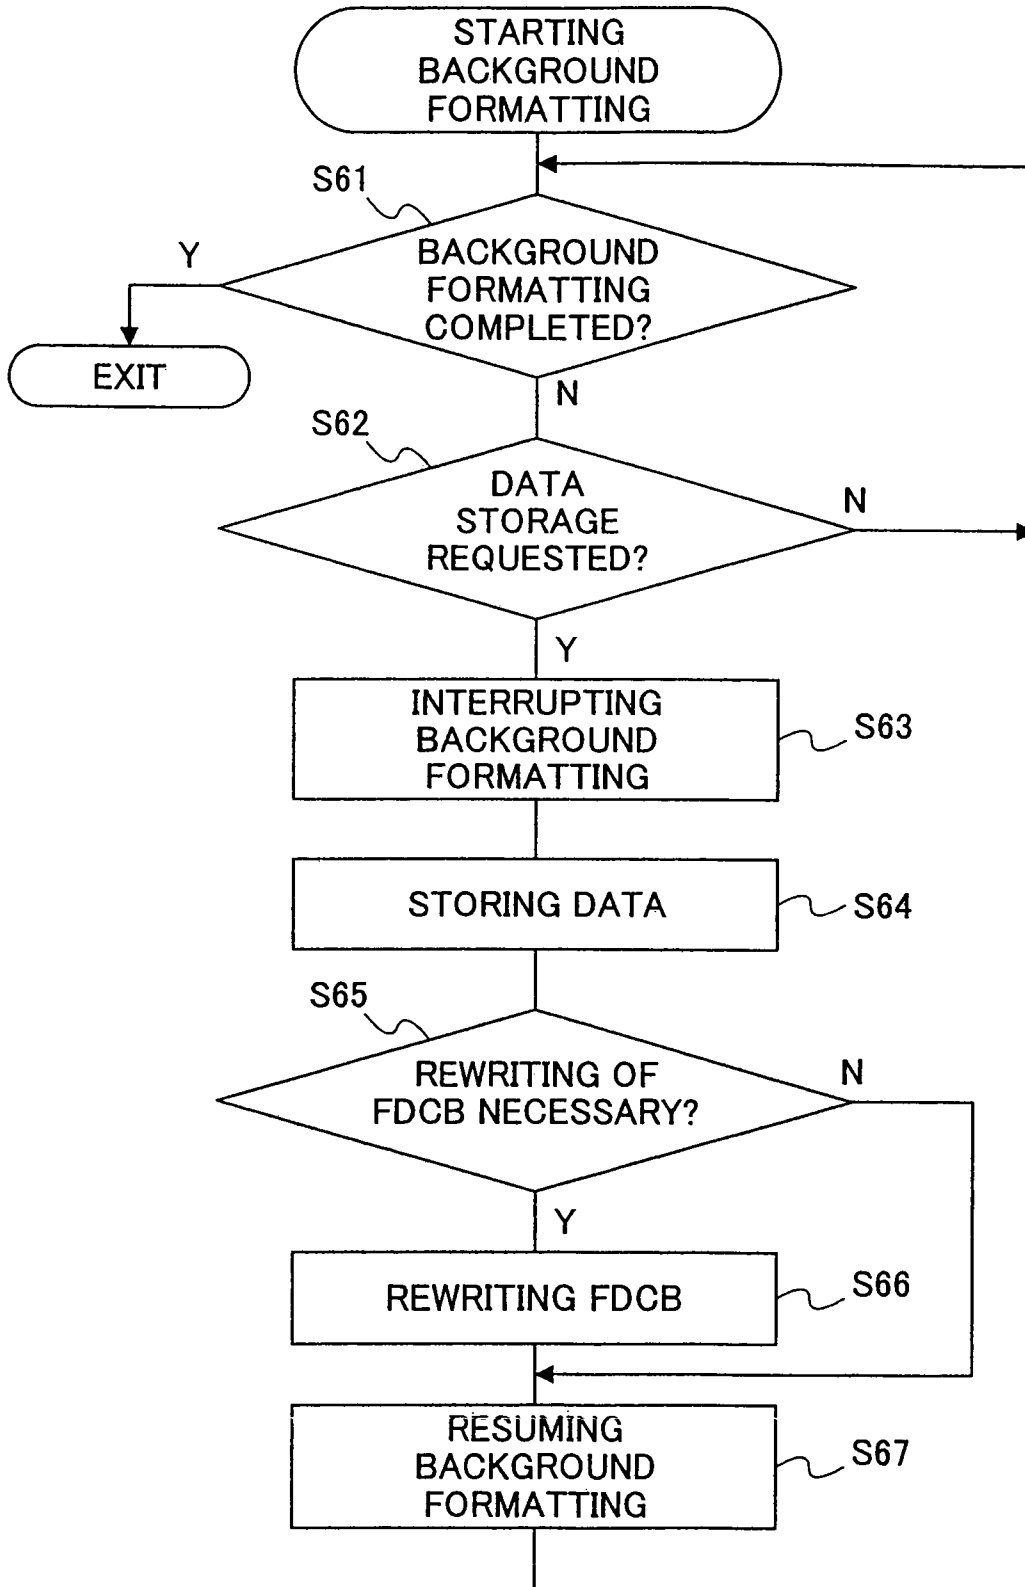 STARTING
BACKGROUND
FORMATTING
S61
Y
BACKGROUND
FORMATTING
COMPLETED?
EXIT
N
S62
DATA
STORAGE
REQUESTED?
N
Y
INTERRUPTING
BACKGROUND
FORMATTING
S63
STORING DATA
S64
S65
REWRITING OF
FDCB NECESSARY?
N
Y
REWRITING FDCB
S66
RESUMING
BACKGROUND
FORMATTING
S67